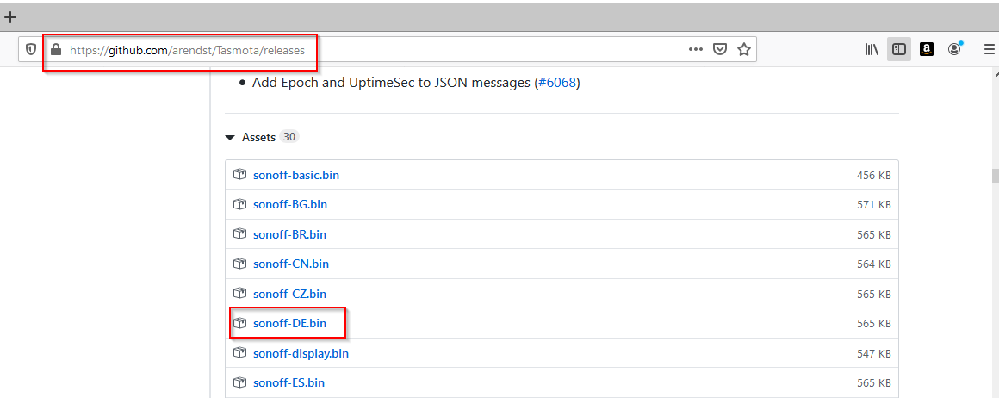 https://github.com/arendst/Tasmota/releases
Add Epoch and UptimeSec to JSON messages (#6068)
Assets 30
sonoff-basic.bin 456 KB
sonoff-BG.bin 571 KB
sonoff-BR.bin 565 KB
sonoff-CN.bin 564 KB
sonoff-CZ.bin 565 KB
sonoff-DE.bin 565 KB
sonoff-display.bin 547 KB
sonoff-ES.bin 565 KB